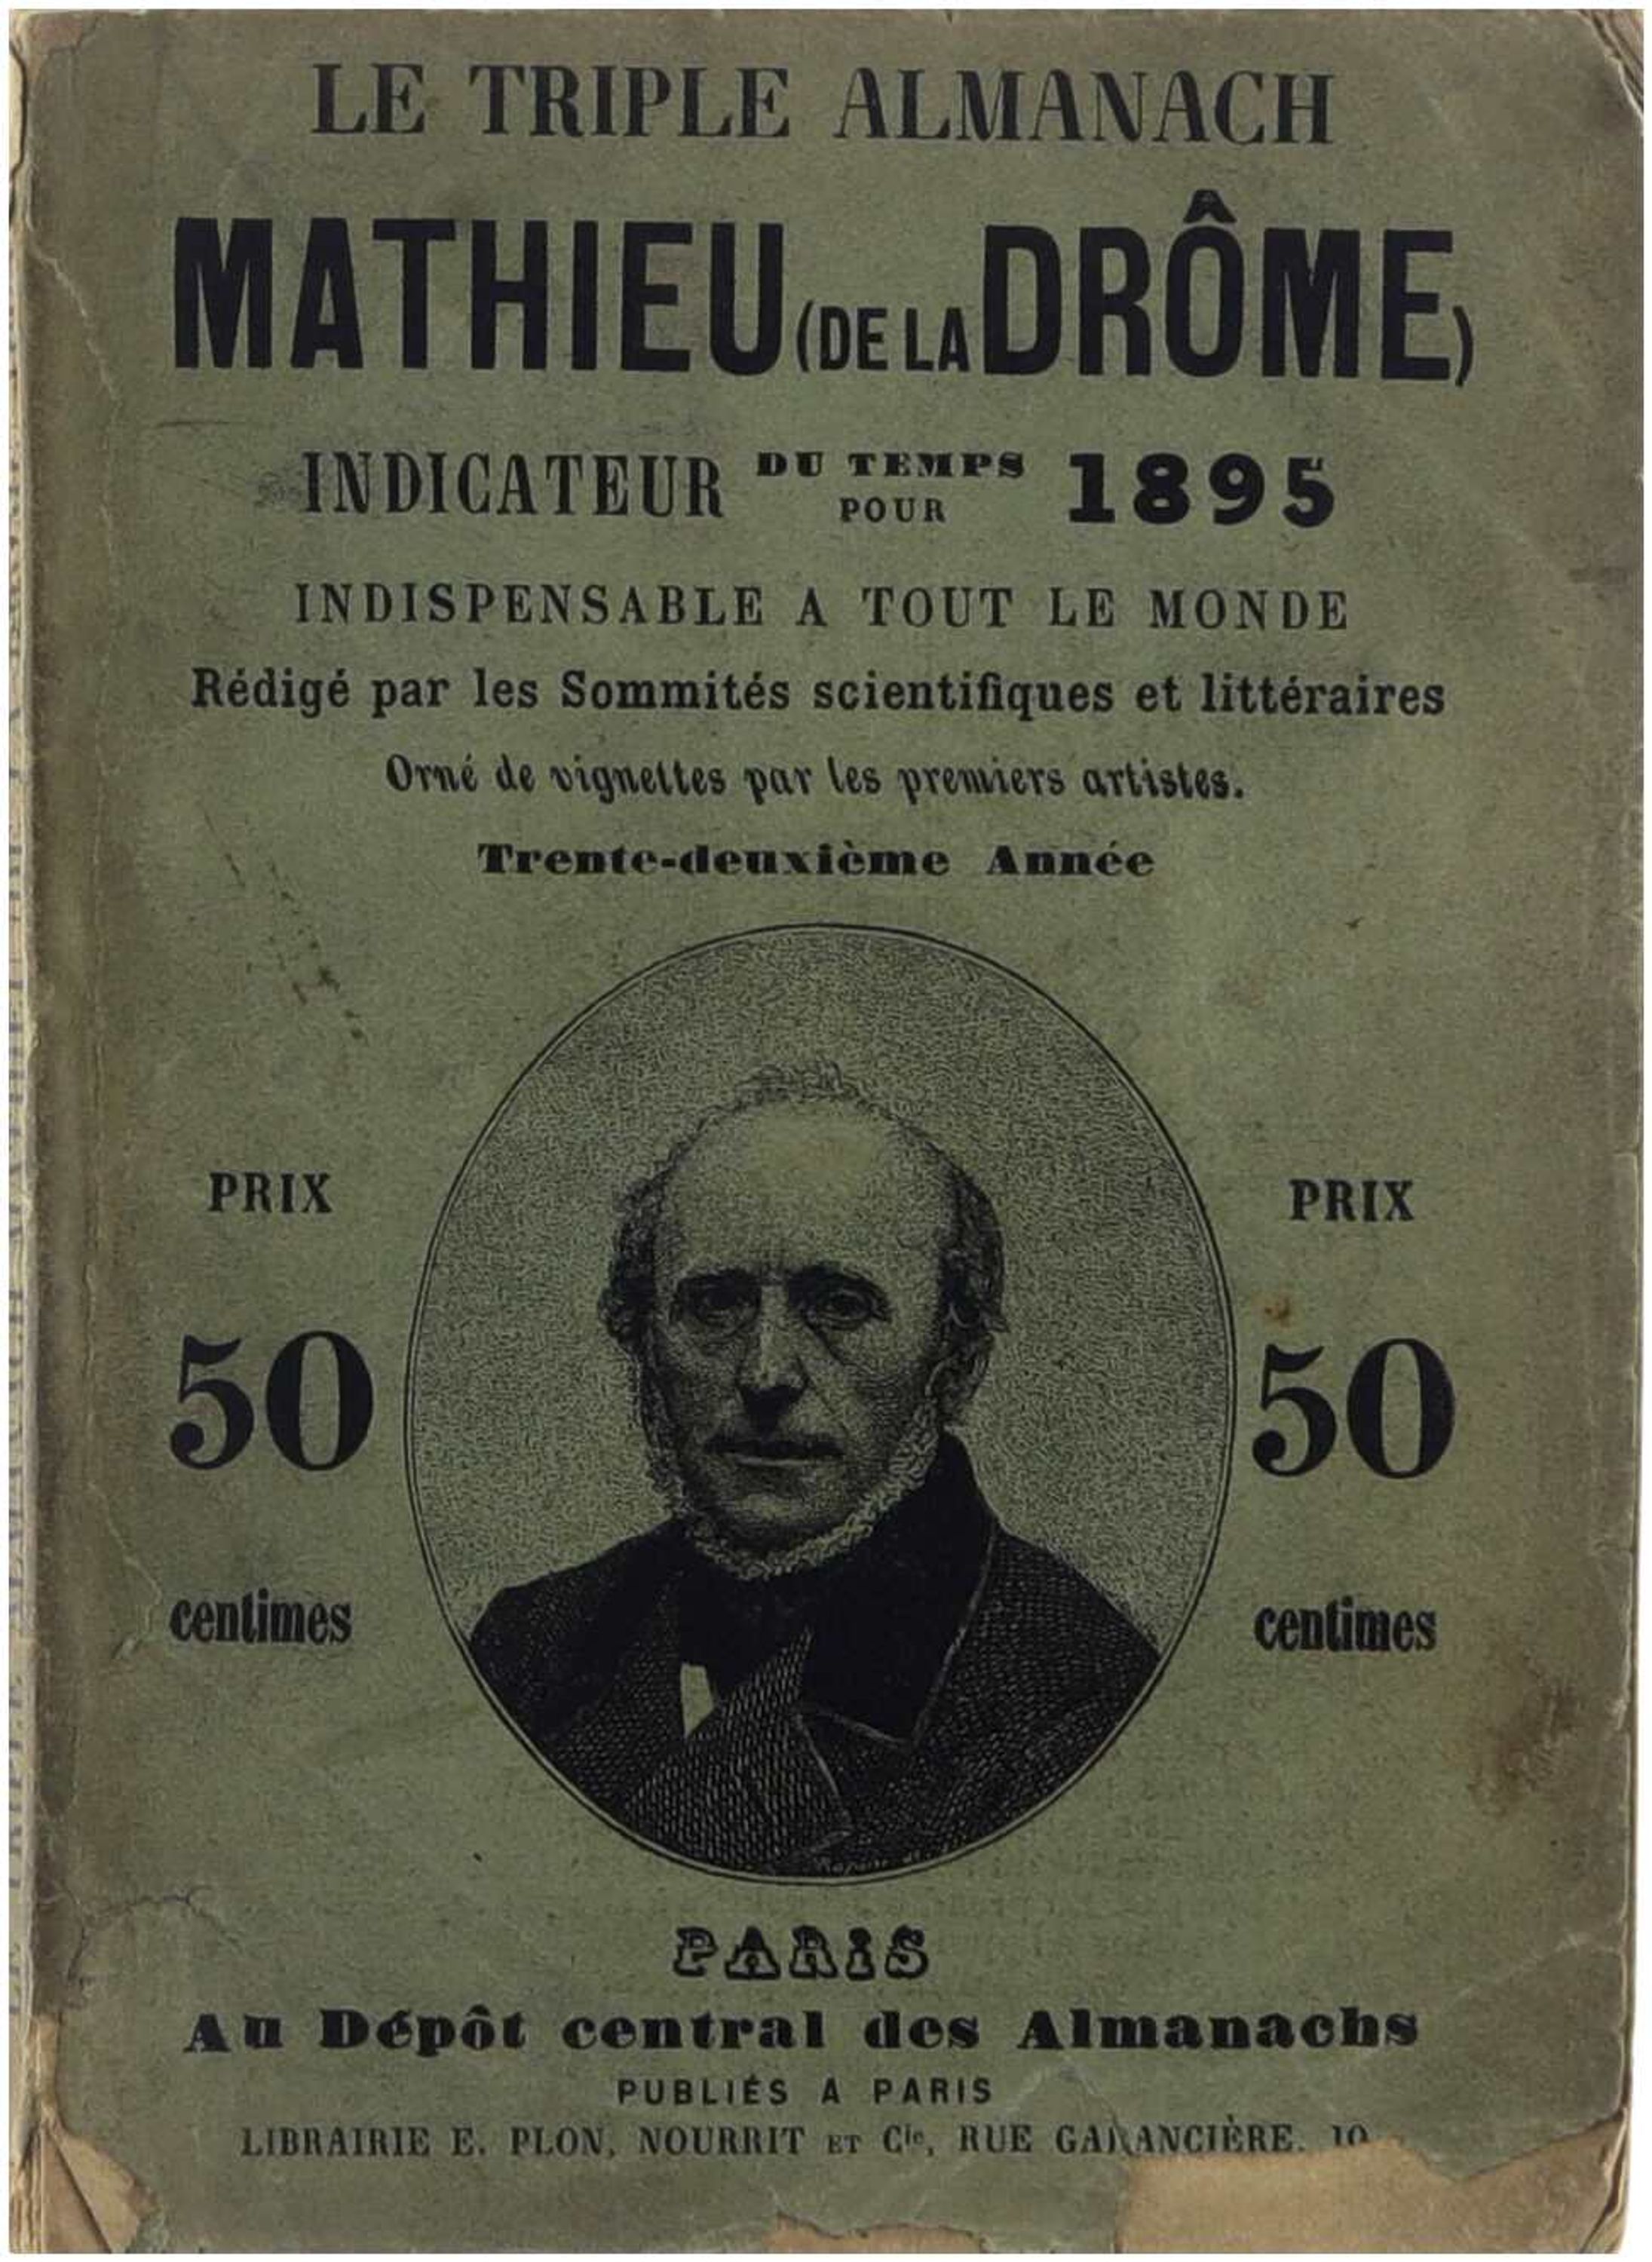 LE TRIPLE ALMANACH
MATHIEU (DE LA DRÔME)
INDICATEUR DU TEMPS POUR 1895
INDISPENSABLE A TOUT LE MONDE
Rédigé par les Sommités scientifiques et littéraires
Orné de vignettes par les premiers artistes.
Trente-deuxième Année
PRIX
50
centimes
PRIX
50
centimes
PARIS
Au Dépôt central des Almanachs
PUBLIÉS A PARIS
LIBRAIRIE E. PLON, NOURRIT ET Cie, RUE GARANCIÈRE. 10